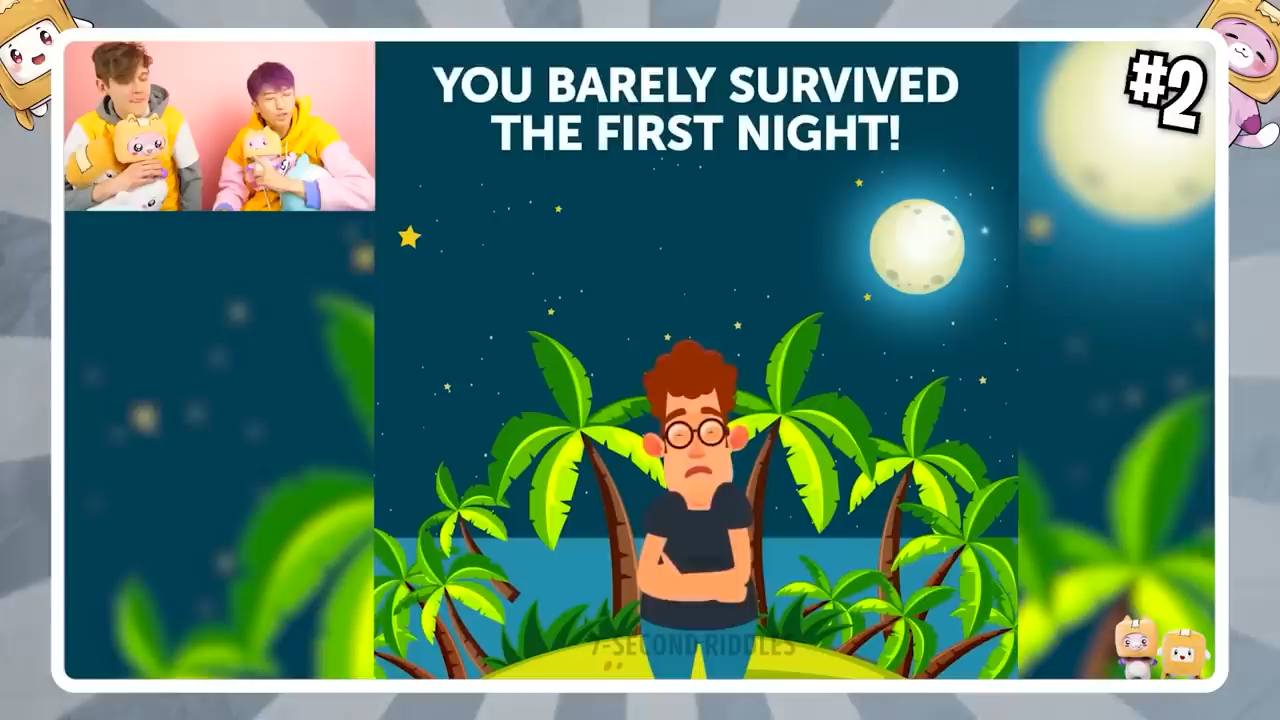 YOU BARELY SURVIVED
THE FIRST NIGHT!
#2
7-SECOND RIDDLES